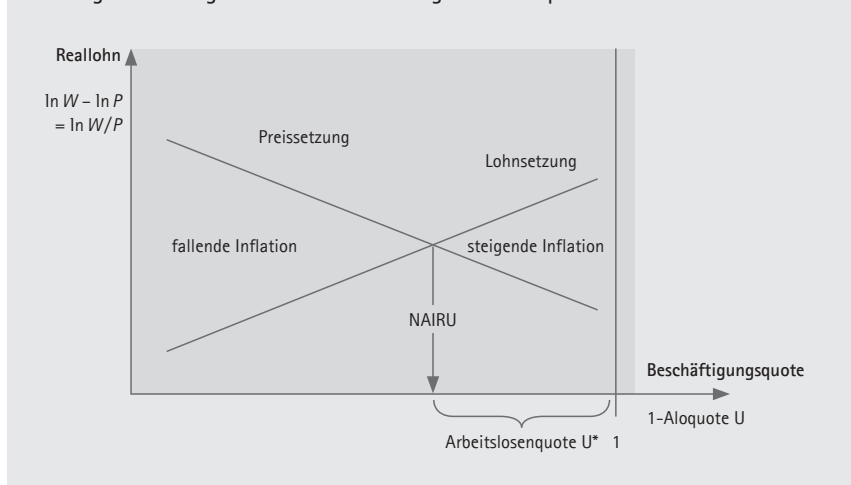 Reallohn
ln W – ln P
= ln W/P
Preissetzung
Lohnsetzung
fallende Inflation
steigende Inflation
NAIRU
Beschäftigungsquote
1-Aloquote U
Arbeitslosenquote U* 1